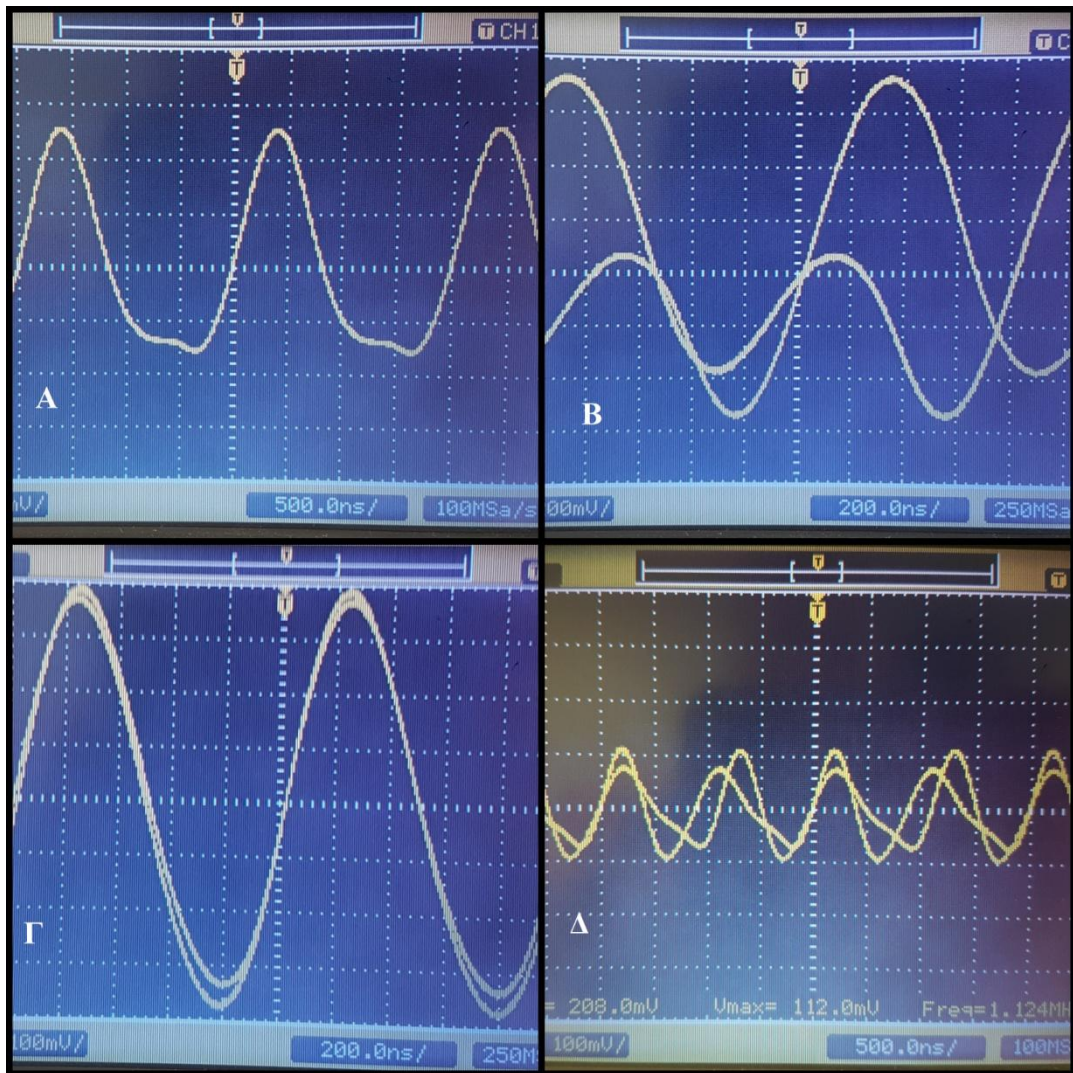 T
T CH1
T
Α
mV/ 500.0ns/ 100MSa/s
T
T C
T
Β
00mV/ 200.0ns/ 250MSa
T
T
T
Γ
100mV/ 200.0ns/ 250M
T
T
T
Δ
= 208.0mV Vmax= 112.0mV Freq=1.124MH
100mV/ 500.0ns/ 100MS